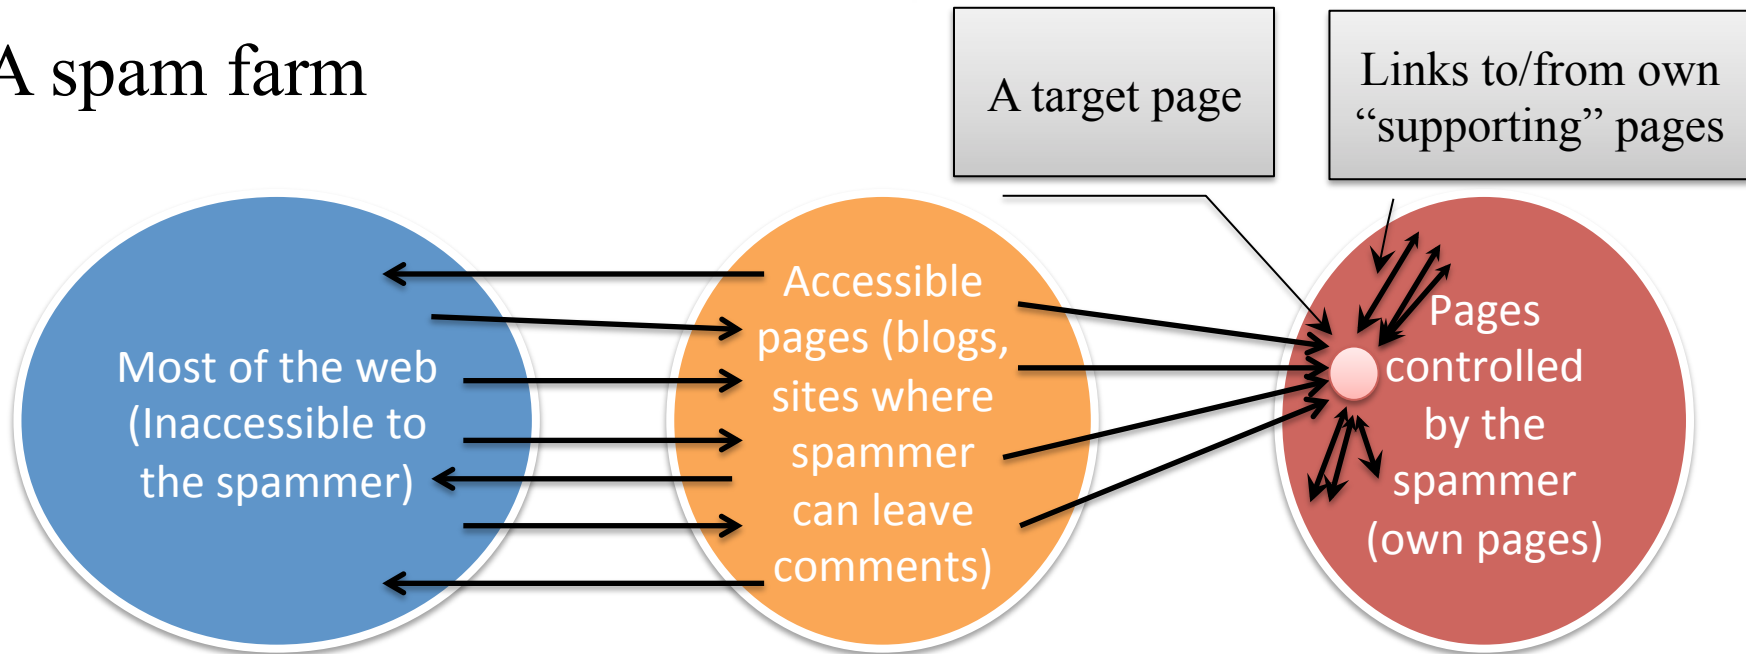 A spam farm
A target page
Links to/from own
“supporting” pages
Most of the web
(Inaccessible to
the spammer)
Accessible
pages (blogs,
sites where
spammer
can leave
comments)
Pages
controlled
by the
spammer
(own pages)